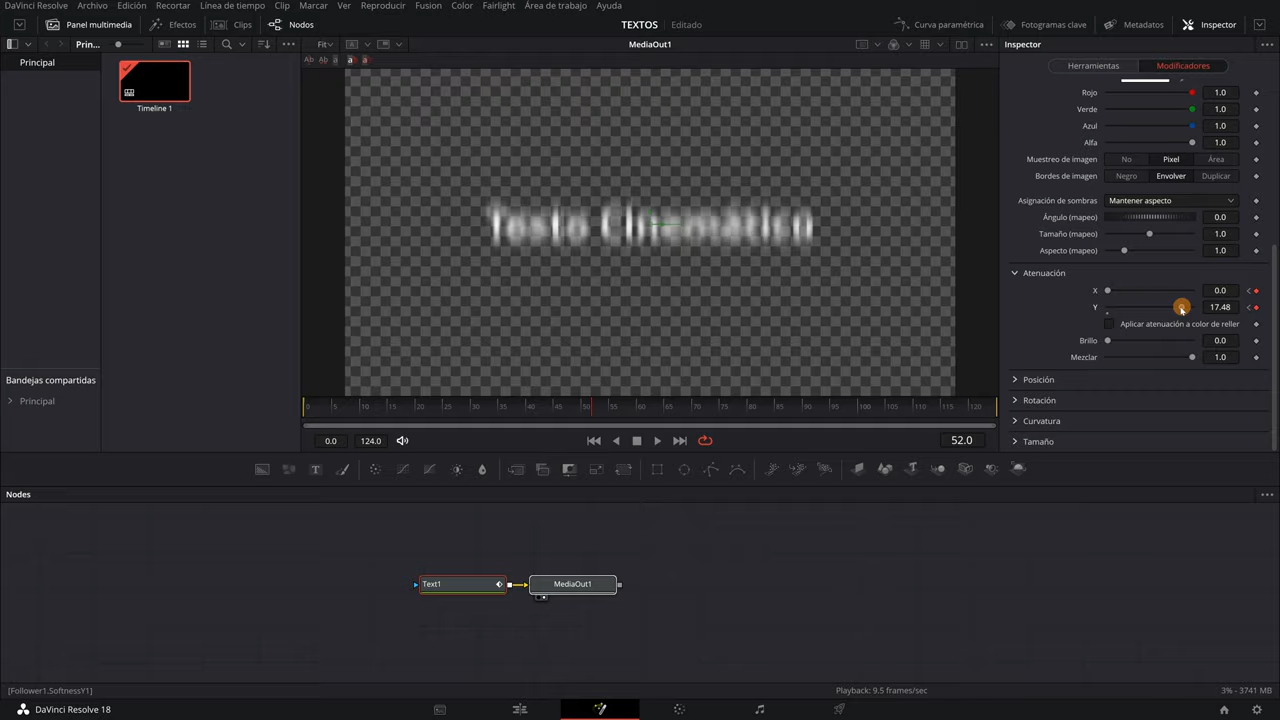 DaVinci Resolve Archivo Edición Recortar Línea de tiempo Clip Marcar Ver Reproducir Fusion Color Fairlight Área de trabajo Ayuda
Panel multimedia Efectos Clips Nodos TEXTOS Editado Curva paramétrica Fotogramas clave Metadatos Inspector
Prin... Fit MediaOut1 Inspector
Principal
Herramientas Modificadores
Timeline 1
Rojo 1.0
Verde 1.0
Azul 1.0
Alfa 1.0
Muestreo de imagen No Pixel Área
Bordes de imagen Negro Envolver Duplicar
Asignación de sombras Mantener aspecto
Ángulo (mapeo) 0.0
Tamaño (mapeo) 1.0
Aspecto (mapeo) 1.0
Atenuación
X 0.0
Y 17.48
Aplicar atenuación a color de reller
Brillo 0.0
Mezclar 1.0
Bandejas compartidas
Principal
Posición
Rotación
Curvatura
Tamaño
0 5 10 15 20 25 30 35 40 45 50 55 60 65 70 75 80 85 90 95 100 105 110 115 120
0.0 124.0 52.0
Nodes
Text1 MediaOut1
[Follower1.SoftnessY1] Playback: 9.5 frames/sec 3% - 3741 MB
DaVinci Resolve 18